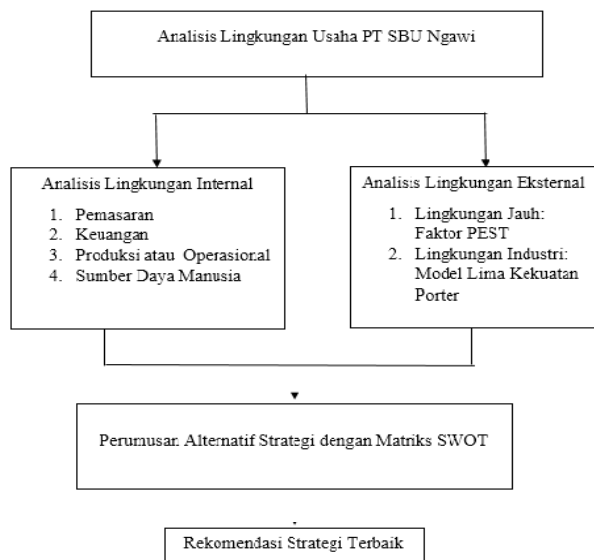 Analisis Lingkungan Usaha PT SBU Ngawi
Analisis Lingkungan Internal
1. Pemasaran
2. Keuangan
3. Produksi atau Operasional
4. Sumber Daya Manusia
Analisis Lingkungan Eksternal
1. Lingkungan Jauh:
Faktor PEST
2. Lingkungan Industri:
Model Lima Kekuatan
Porter
Perumusan Alternatif Strategi dengan Matriks SWOT
Rekomendasi Strategi Terbaik